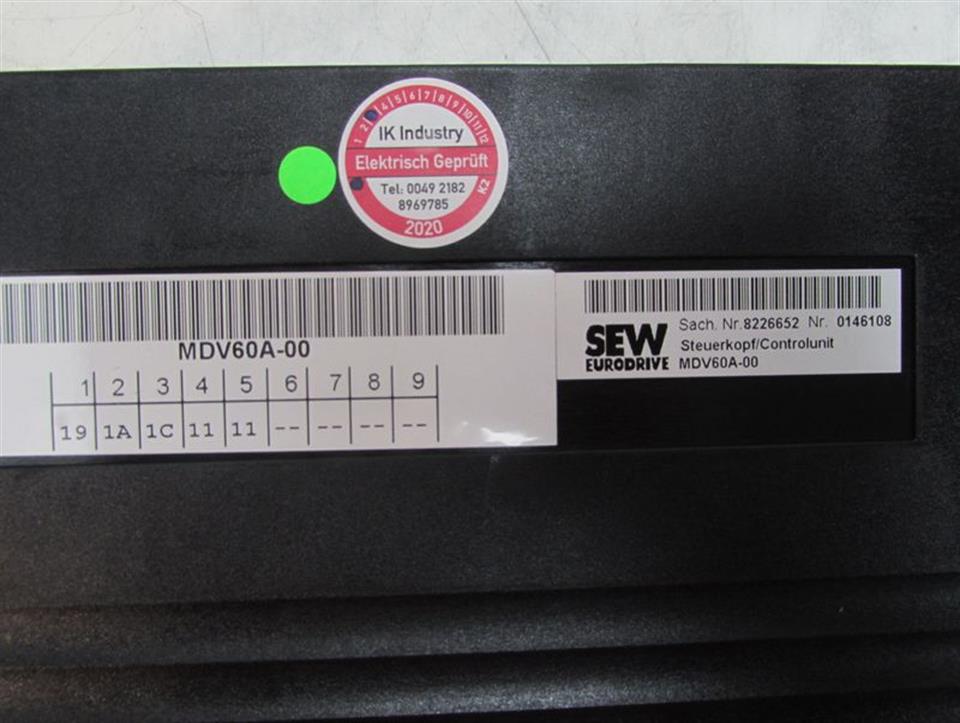 1 2 4 5 6 7 8 9 10 11 12
IK Industry
Elektrisch Geprüft
Tel: 0049 2182
8969785
K2
2020
MDV60A-00
1 2 3 4 5 6 7 8 9
19 1A 1C 11 11 -- -- -- --
SEW
EURODRIVE
Sach. Nr.8226652 Nr. 0146108
Steuerkopf/Controlunit
MDV60A-00